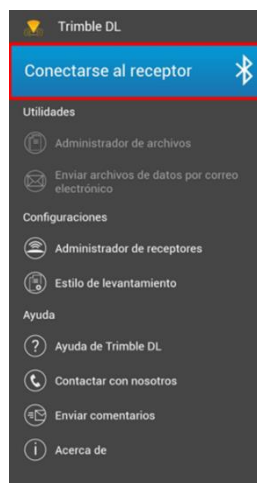 Trimble DL
Conectarse al receptor
Utilidades
Administrador de archivos
Enviar archivos de datos por correo
electrónico
Configuraciones
Administrador de receptores
Estilo de levantamiento
Ayuda
Ayuda de Trimble DL
Contactar con nosotros
Enviar comentarios
Acerca de